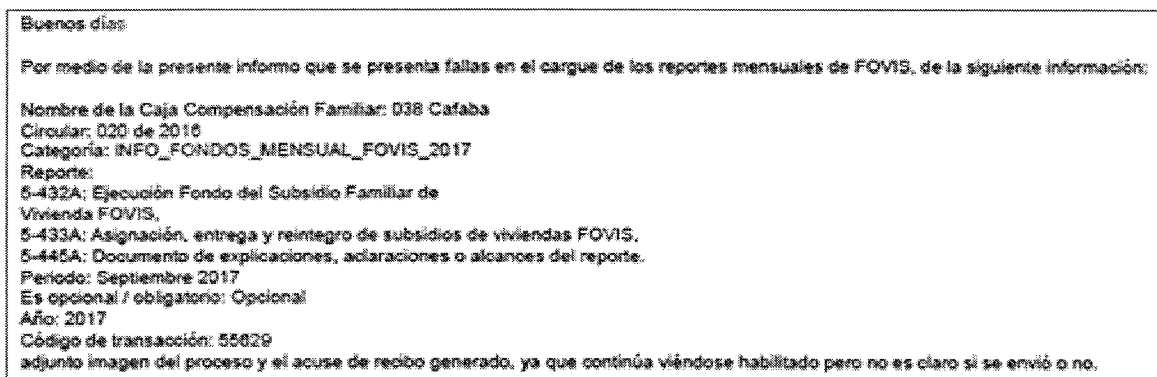 Buenos días
Por medio de la presente informo que se presenta fallas en el cargue de los reportes mensuales de FOVIS, de la siguiente información:
Nombre de la Caja Compensación Familiar: 038 Cafaba
Circular: 020 de 2016
Categoría: INFO_FONDOS_MENSUAL_FOVIS_2017
Reporte:
5-432A: Ejecución Fondo del Subsidio Familiar de
Vivienda FOVIS,
5-433A: Asignación, entrega y reintegro de subsidios de viviendas FOVIS,
5-445A: Documento de explicaciones, aclaraciones o alcances del reporte.
Periodo: Septiembre 2017
Es opcional / obligatorio: Opcional
Año: 2017
Código de transacción: 55629
adjunto imagen del proceso y el acuse de recibo generado, ya que continúa viéndose habilitado pero no es claro si se envió o no.